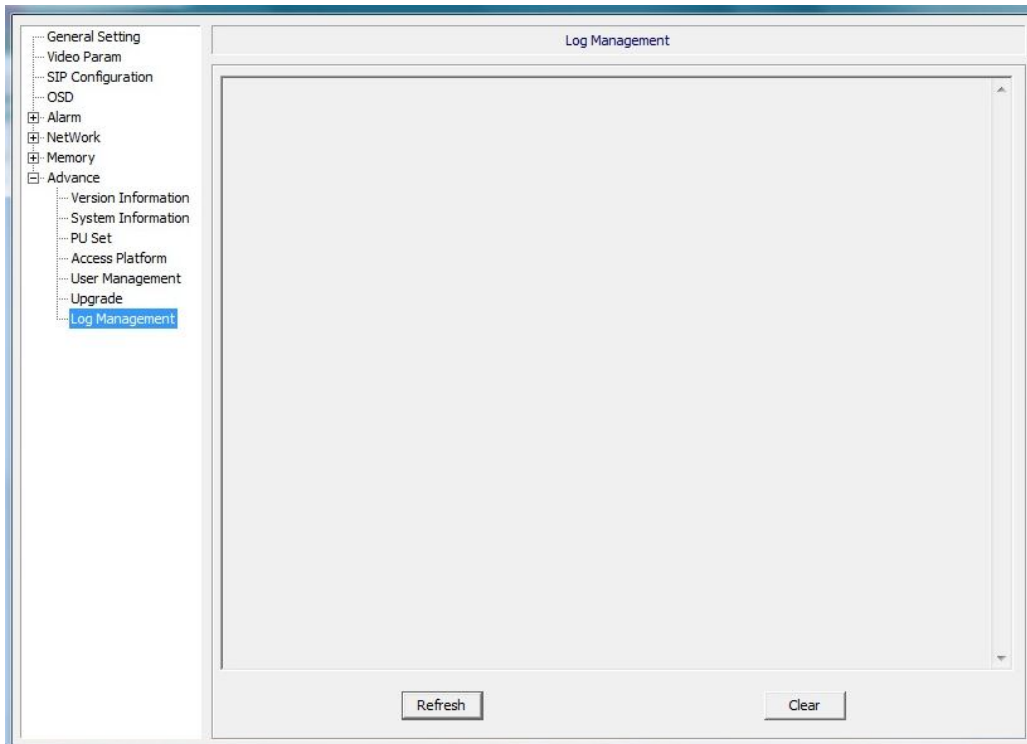 General Setting
Video Param
SIP Configuration
OSD
Alarm
NetWork
Memory
Advance
Version Information
System Information
PU Set
Access Platform
User Management
Upgrade
Log Management
Log Management
Refresh
Clear